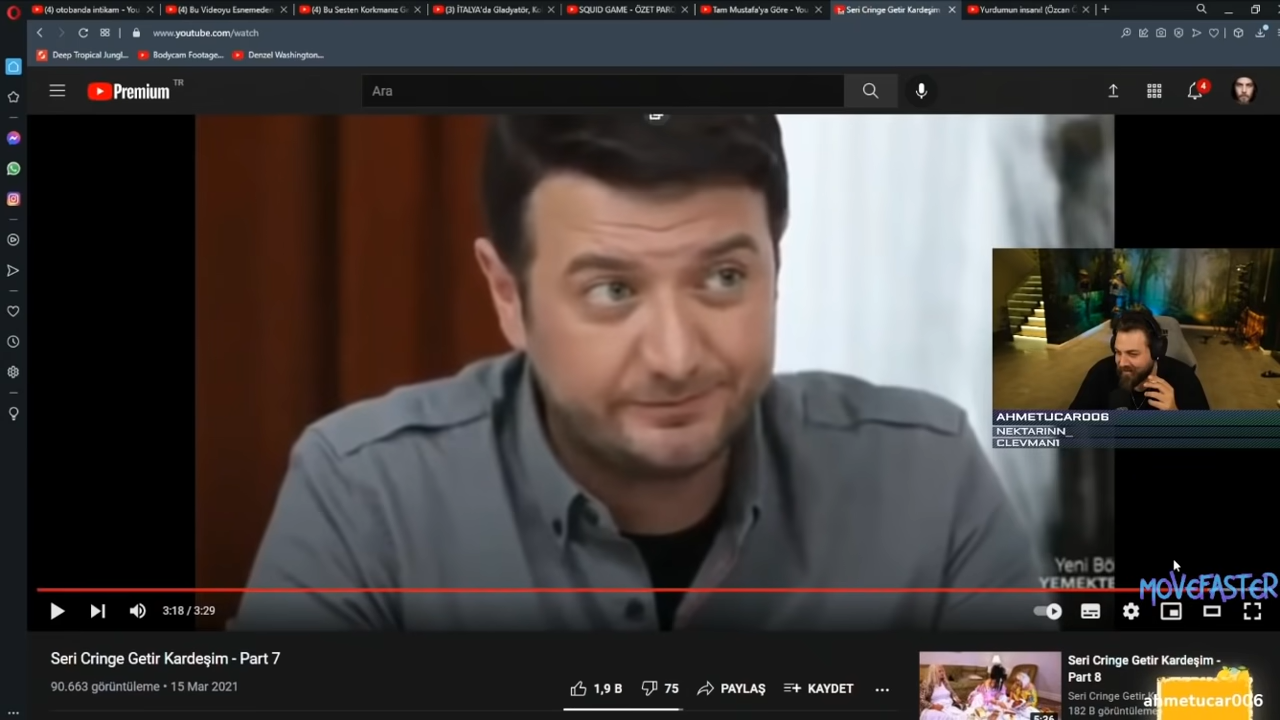 (4) otobanda intikam - You
(4) Bu Videoyu Esnemeden
(4) Bu Sesten Korkmanız G
(3) İTALYA'da Gladyatör, K
SQUID GAME - ÖZET PARO
Tam Mustafa'ya Göre - You
Seri Cringe Getir Kardeşim
Yurdumun insanı! (Özcan
www.youtube.com/watch
Deep Tropical Jungl...
Bodycam Footage...
Denzel Washington...
Premium TR
Ara
4
AHMETUCAR006
NEKTARINN_
CLEVMAN1
Yeni Bö
YEMEKTE
MOVEFASTER
3:18 / 3:29
Seri Cringe Getir Kardeşim - Part 7
90.663 görüntüleme • 15 Mar 2021
1,9 B
75
PAYLAŞ
KAYDET
Seri Cringe Getir Kardeşim -
Part 8
Seri Cringe Getir K
182 B görüntüleme
5:36
ahmetucar006